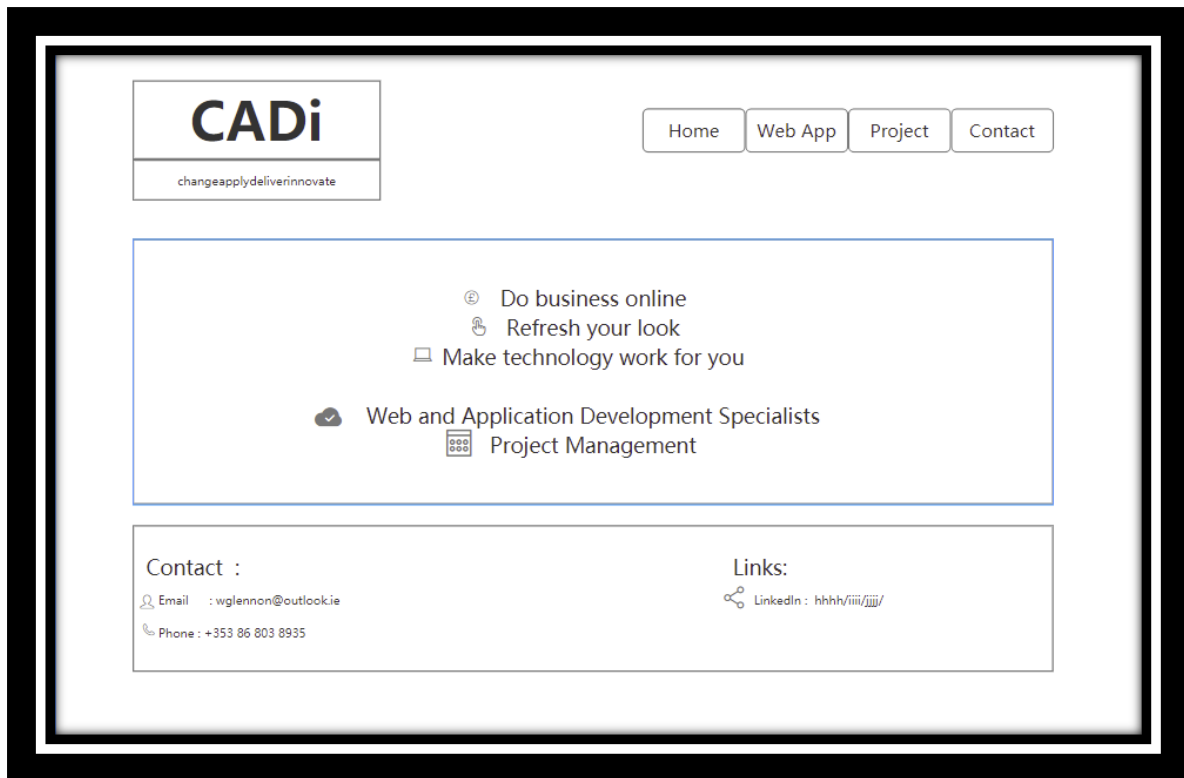 CADi
changeapplydeliverinnovate
Home Web App Project Contact
Do business online
Refresh your look
Make technology work for you
Web and Application Development Specialists
Project Management
Contact :
Email : wglennon@outlook.ie
Phone : +353 86 803 8935
Links:
LinkedIn : hhhh/iiii/jjjj/